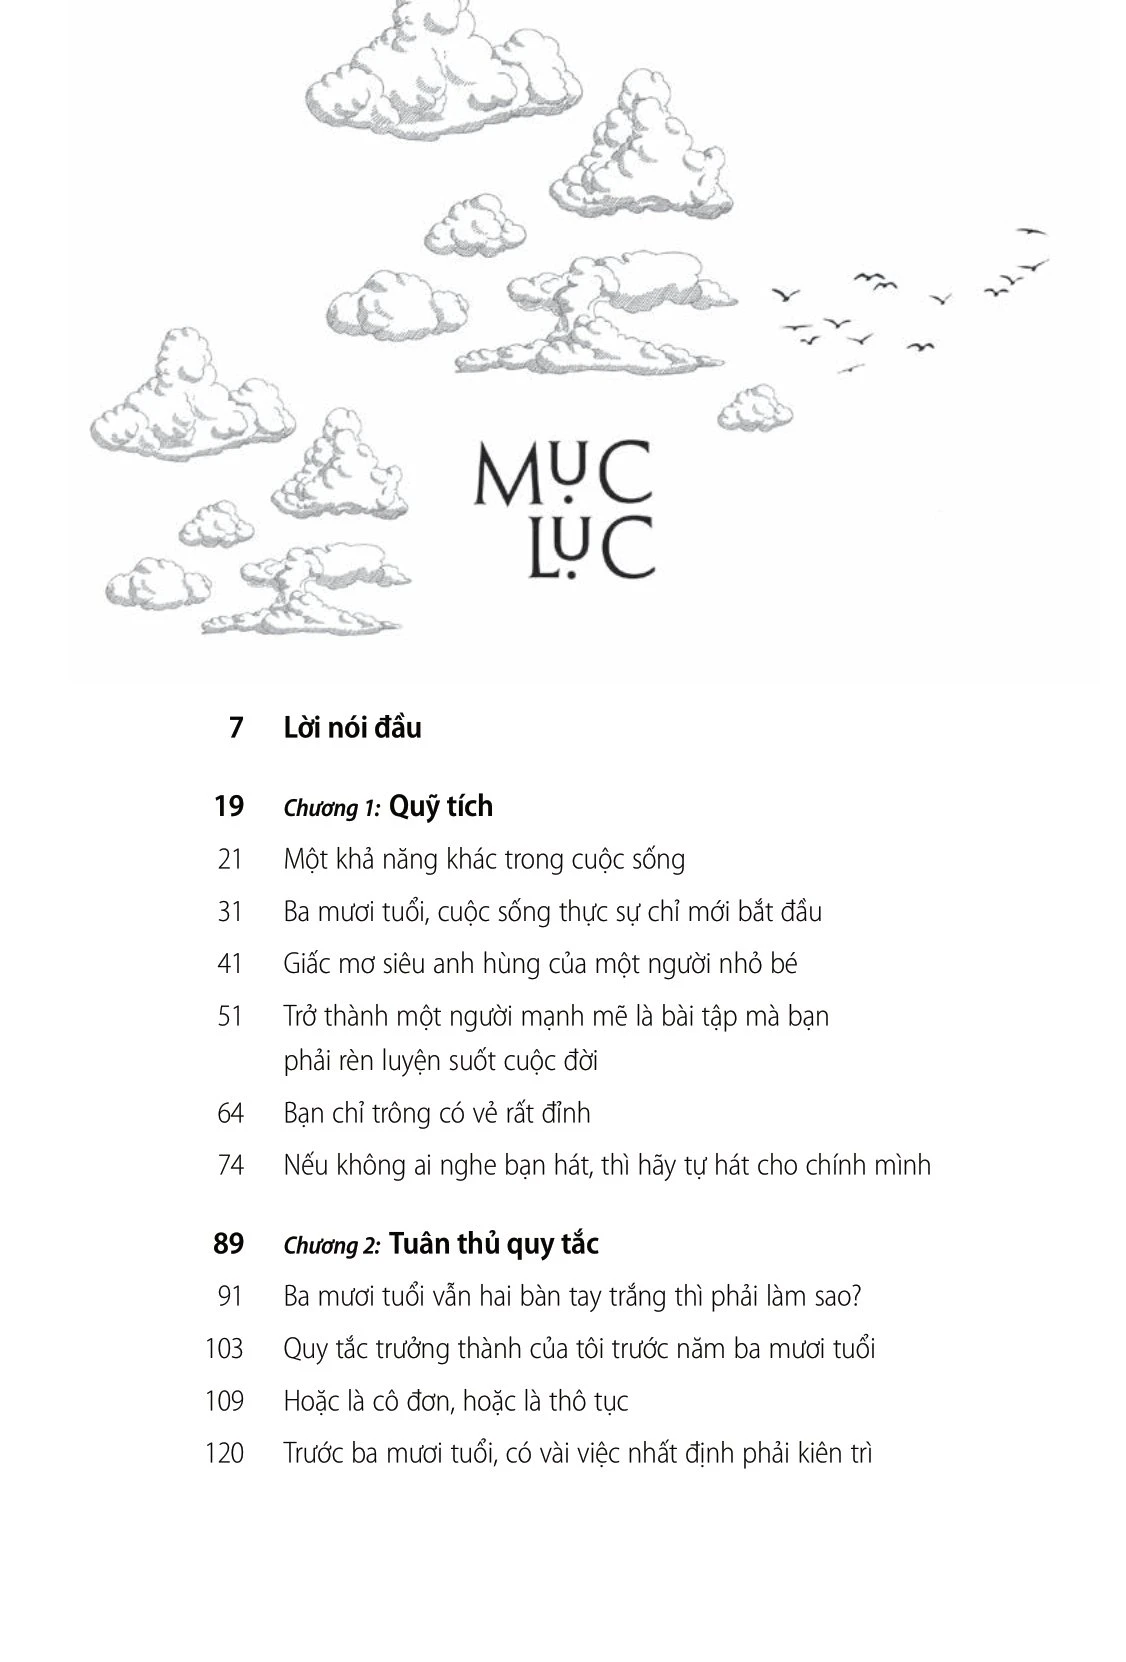 MỤC
LỤC
7 Lời nói đầu
19 Chương 1: Quỹ tích
21 Một khả năng khác trong cuộc sống
31 Ba mươi tuổi, cuộc sống thực sự chỉ mới bắt đầu
41 Giấc mơ siêu anh hùng của một người nhỏ bé
51 Trở thành một người mạnh mẽ là bài tập mà bạn
phải rèn luyện suốt cuộc đời
64 Bạn chỉ trông có vẻ rất đỉnh
74 Nếu không ai nghe bạn hát, thì hãy tự hát cho chính mình
89 Chương 2: Tuân thủ quy tắc
91 Ba mươi tuổi vẫn hai bàn tay trắng thì phải làm sao?
103 Quy tắc trưởng thành của tôi trước năm ba mươi tuổi
109 Hoặc là cô đơn, hoặc là thô tục
120 Trước ba mươi tuổi, có vài việc nhất định phải kiên trì